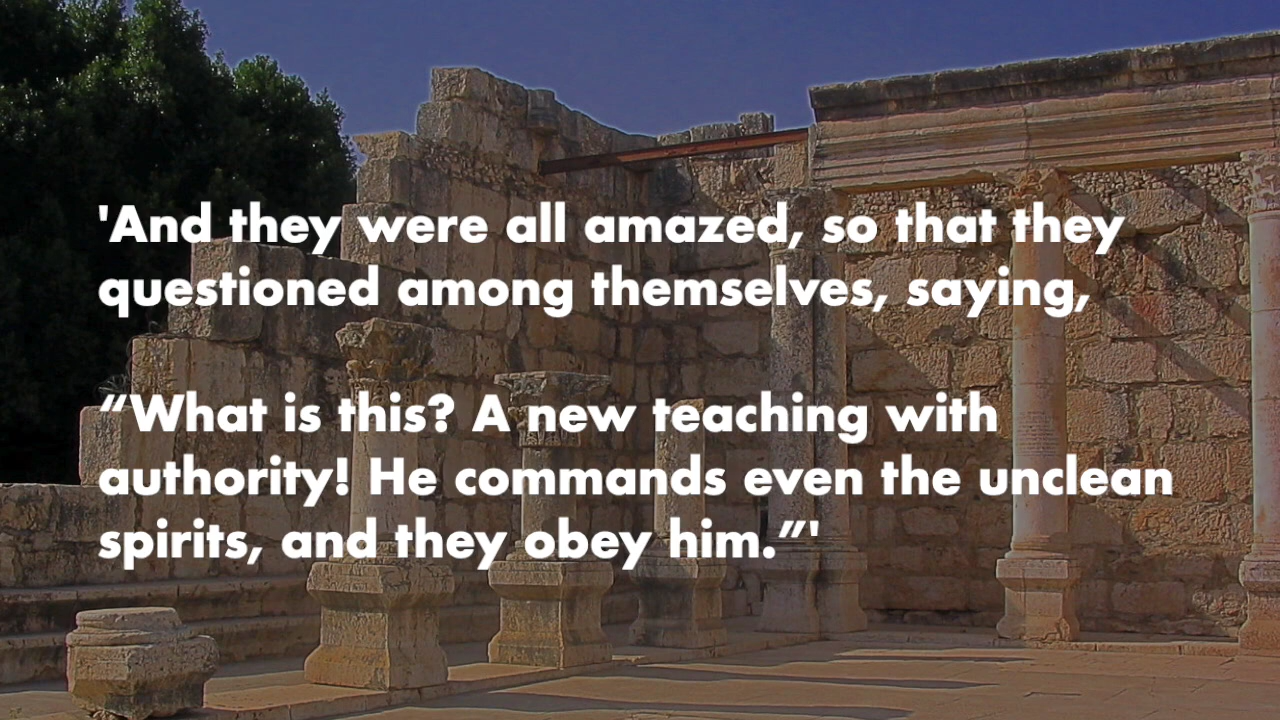 'And they were all amazed, so that they
questioned among themselves, saying,
“What is this? A new teaching with
authority! He commands even the unclean
spirits, and they obey him.”'